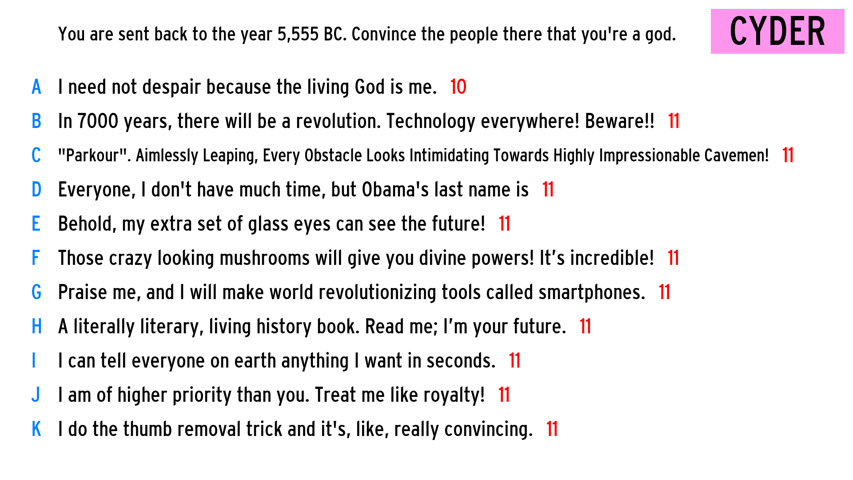 You are sent back to the year 5,555 BC. Convince the people there that you're a god.
CYDER
A I need not despair because the living God is me. 10
B In 7000 years, there will be a revolution. Technology everywhere! Beware!! 11
C "Parkour". Aimlessly Leaping, Every Obstacle Looks Intimidating Towards Highly Impressionable Cavemen! 11
D Everyone, I don't have much time, but Obama's last name is 11
E Behold, my extra set of glass eyes can see the future! 11
F Those crazy looking mushrooms will give you divine powers! It's incredible! 11
G Praise me, and I will make world revolutionizing tools called smartphones. 11
H A literally literary, living history book. Read me; I'm your future. 11
I I can tell everyone on earth anything I want in seconds. 11
J I am of higher priority than you. Treat me like royalty! 11
K I do the thumb removal trick and it's, like, really convincing. 11